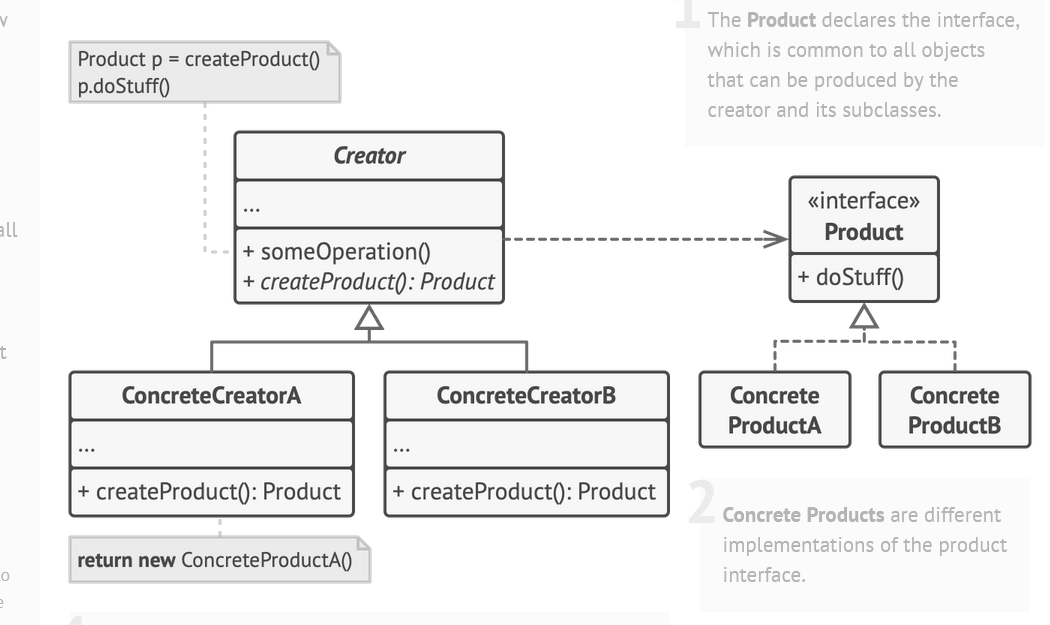 1
The Product declares the interface,
which is common to all objects
that can be produced by the
creator and its subclasses.
Product p = createProduct()
p.doStuff()
Creator
...
+ someOperation()
+ createProduct(): Product
«interface»
Product
+ doStuff()
all
ConcreteCreatorA
...
+ createProduct(): Product
ConcreteCreatorB
...
+ createProduct(): Product
Concrete
ProductA
Concrete
ProductB
return new ConcreteProductA()
2
Concrete Products are different
implementations of the product
interface.